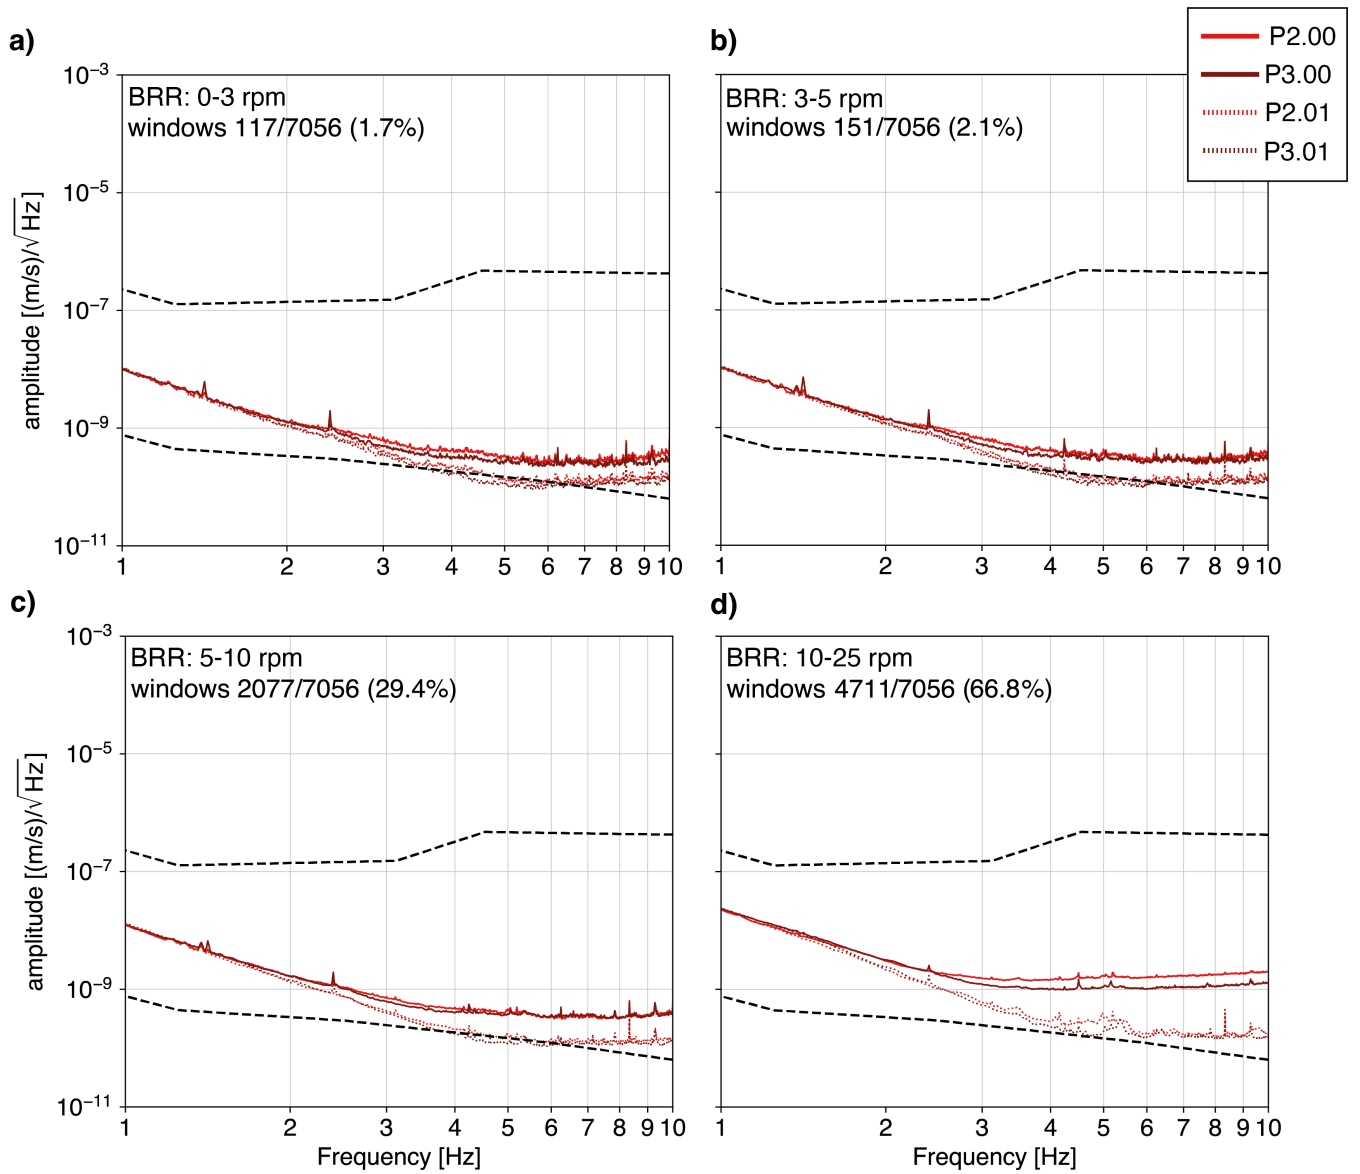 a)
b)
P2.00
P3.00
P2.01
P3.01
BRR: 0-3 rpm
windows 117/7056 (1.7%)
BRR: 3-5 rpm
windows 151/7056 (2.1%)
amplitude [(m/s)/√Hz]
10⁻³
10⁻⁵
10⁻⁷
10⁻⁹
10⁻¹¹
1 2 3 4 5 6 7 8 9 10
1 2 3 4 5 6 7 8 9 10
c)
d)
BRR: 5-10 rpm
windows 2077/7056 (29.4%)
BRR: 10-25 rpm
windows 4711/7056 (66.8%)
amplitude [(m/s)/√Hz]
10⁻³
10⁻⁵
10⁻⁷
10⁻⁹
10⁻¹¹
1 2 3 4 5 6 7 8 9 10
1 2 3 4 5 6 7 8 9 10
Frequency [Hz]
Frequency [Hz]